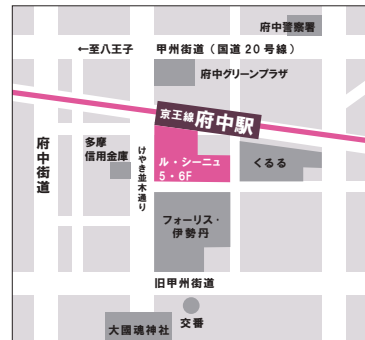 府中警察署
←至八王子
甲州街道（国道20号線）
府中グリーンプラザ
京王線府中駅
府中街道
多摩
信用金庫
けやき並木通り
ル・シーニュ
5・6F
くるる
フォーリス・
伊勢丹
旧甲州街道
大國魂神社
交番